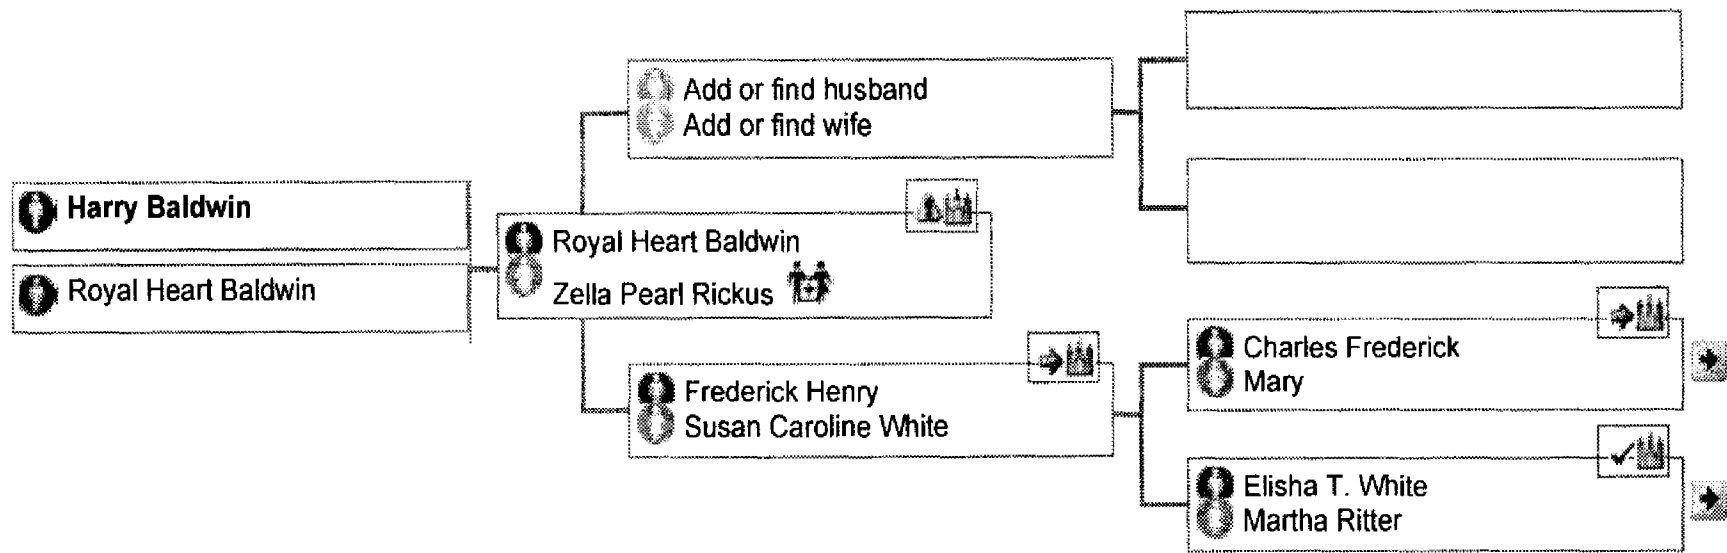 Harry Baldwin
Royal Heart Baldwin
Royal Heart Baldwin
Zella Pearl Rickus
Add or find husband
Add or find wife
Frederick Henry
Susan Caroline White
Charles Frederick
Mary
Elisha T. White
Martha Ritter